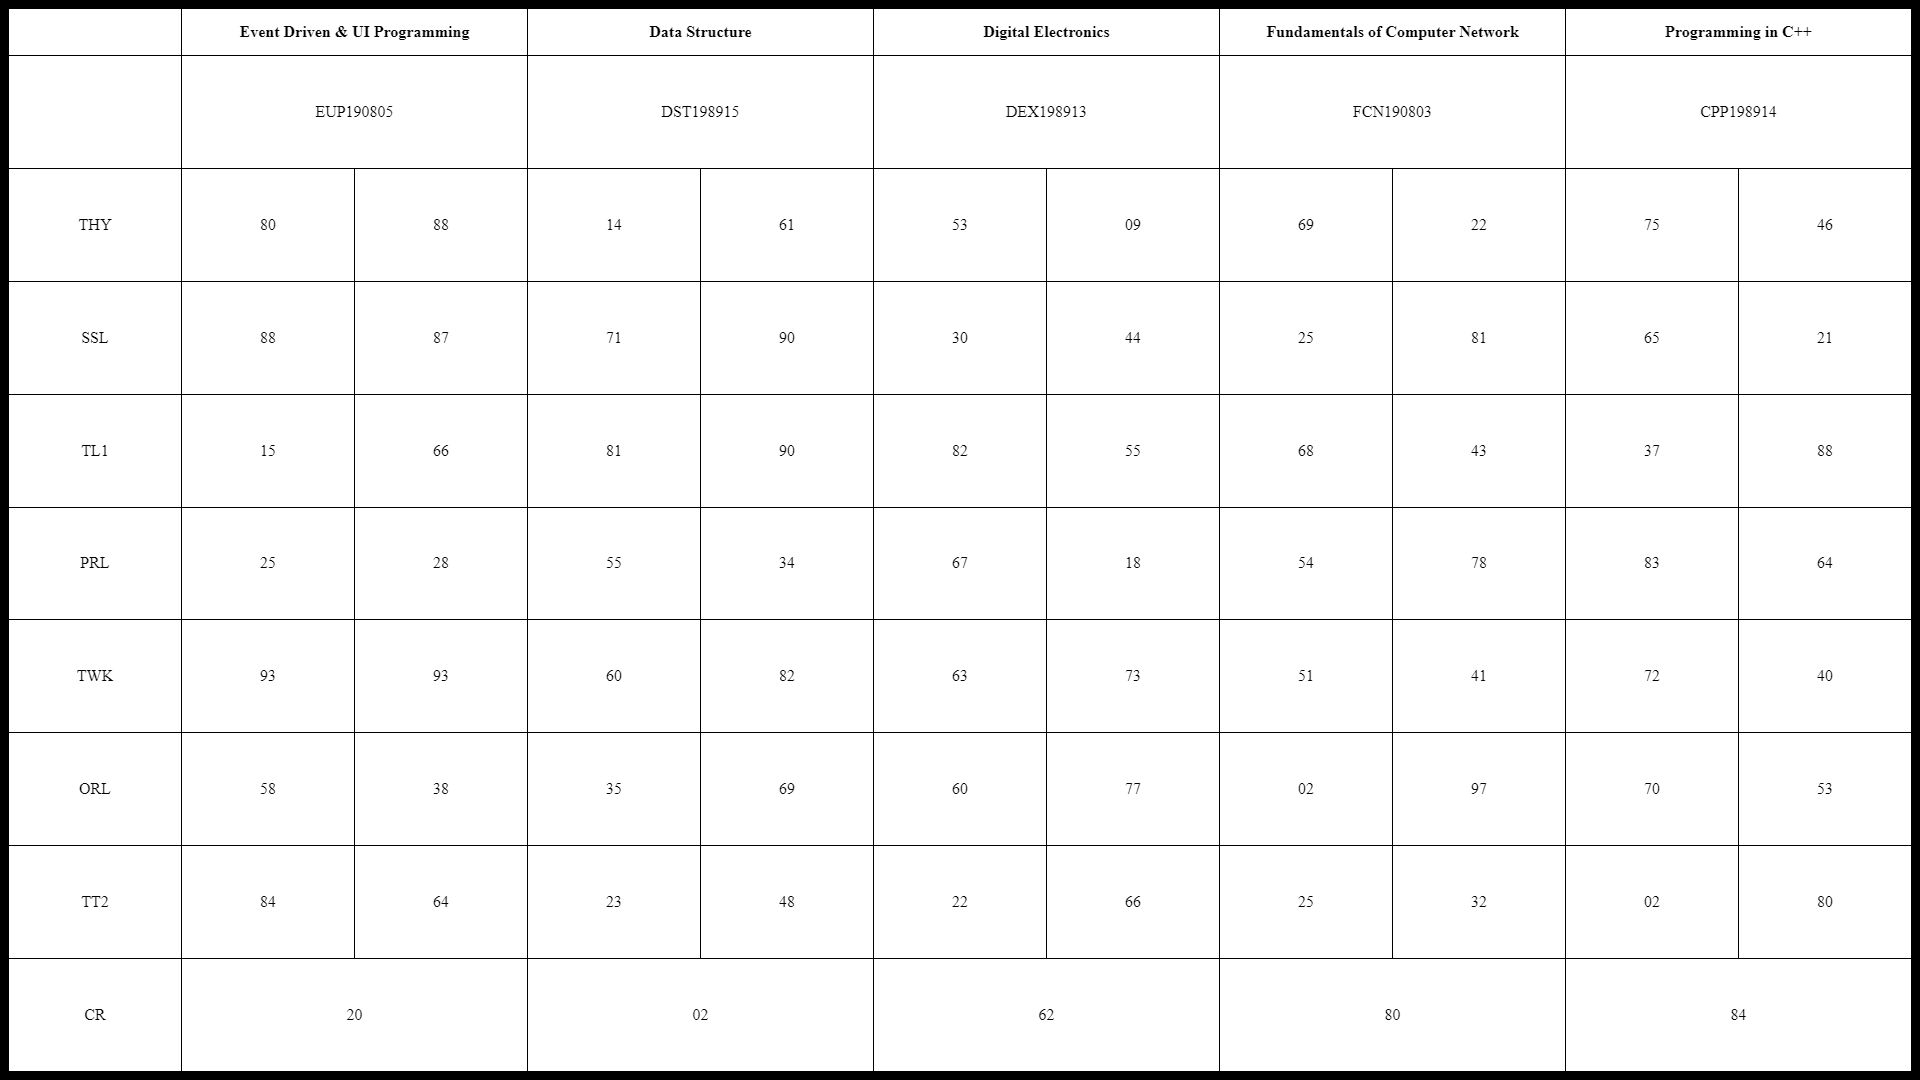 Event Driven & UI Programming Data Structure Digital Electronics Fundamentals of Computer Network Programming in C++
EUP190805 DST198915 DEX198913 FCN190803 CPP198914
THY 80 88 14 61 53 09 69 22 75 46
SSL 88 87 71 90 30 44 25 81 65 21
TL1 15 66 81 90 82 55 68 43 37 88
PRL 25 28 55 34 67 18 54 78 83 64
TWK 93 93 60 82 63 73 51 41 72 40
ORL 58 38 35 69 60 77 02 97 70 53
TT2 84 64 23 48 22 66 25 32 02 80
CR 20 02 62 80 84